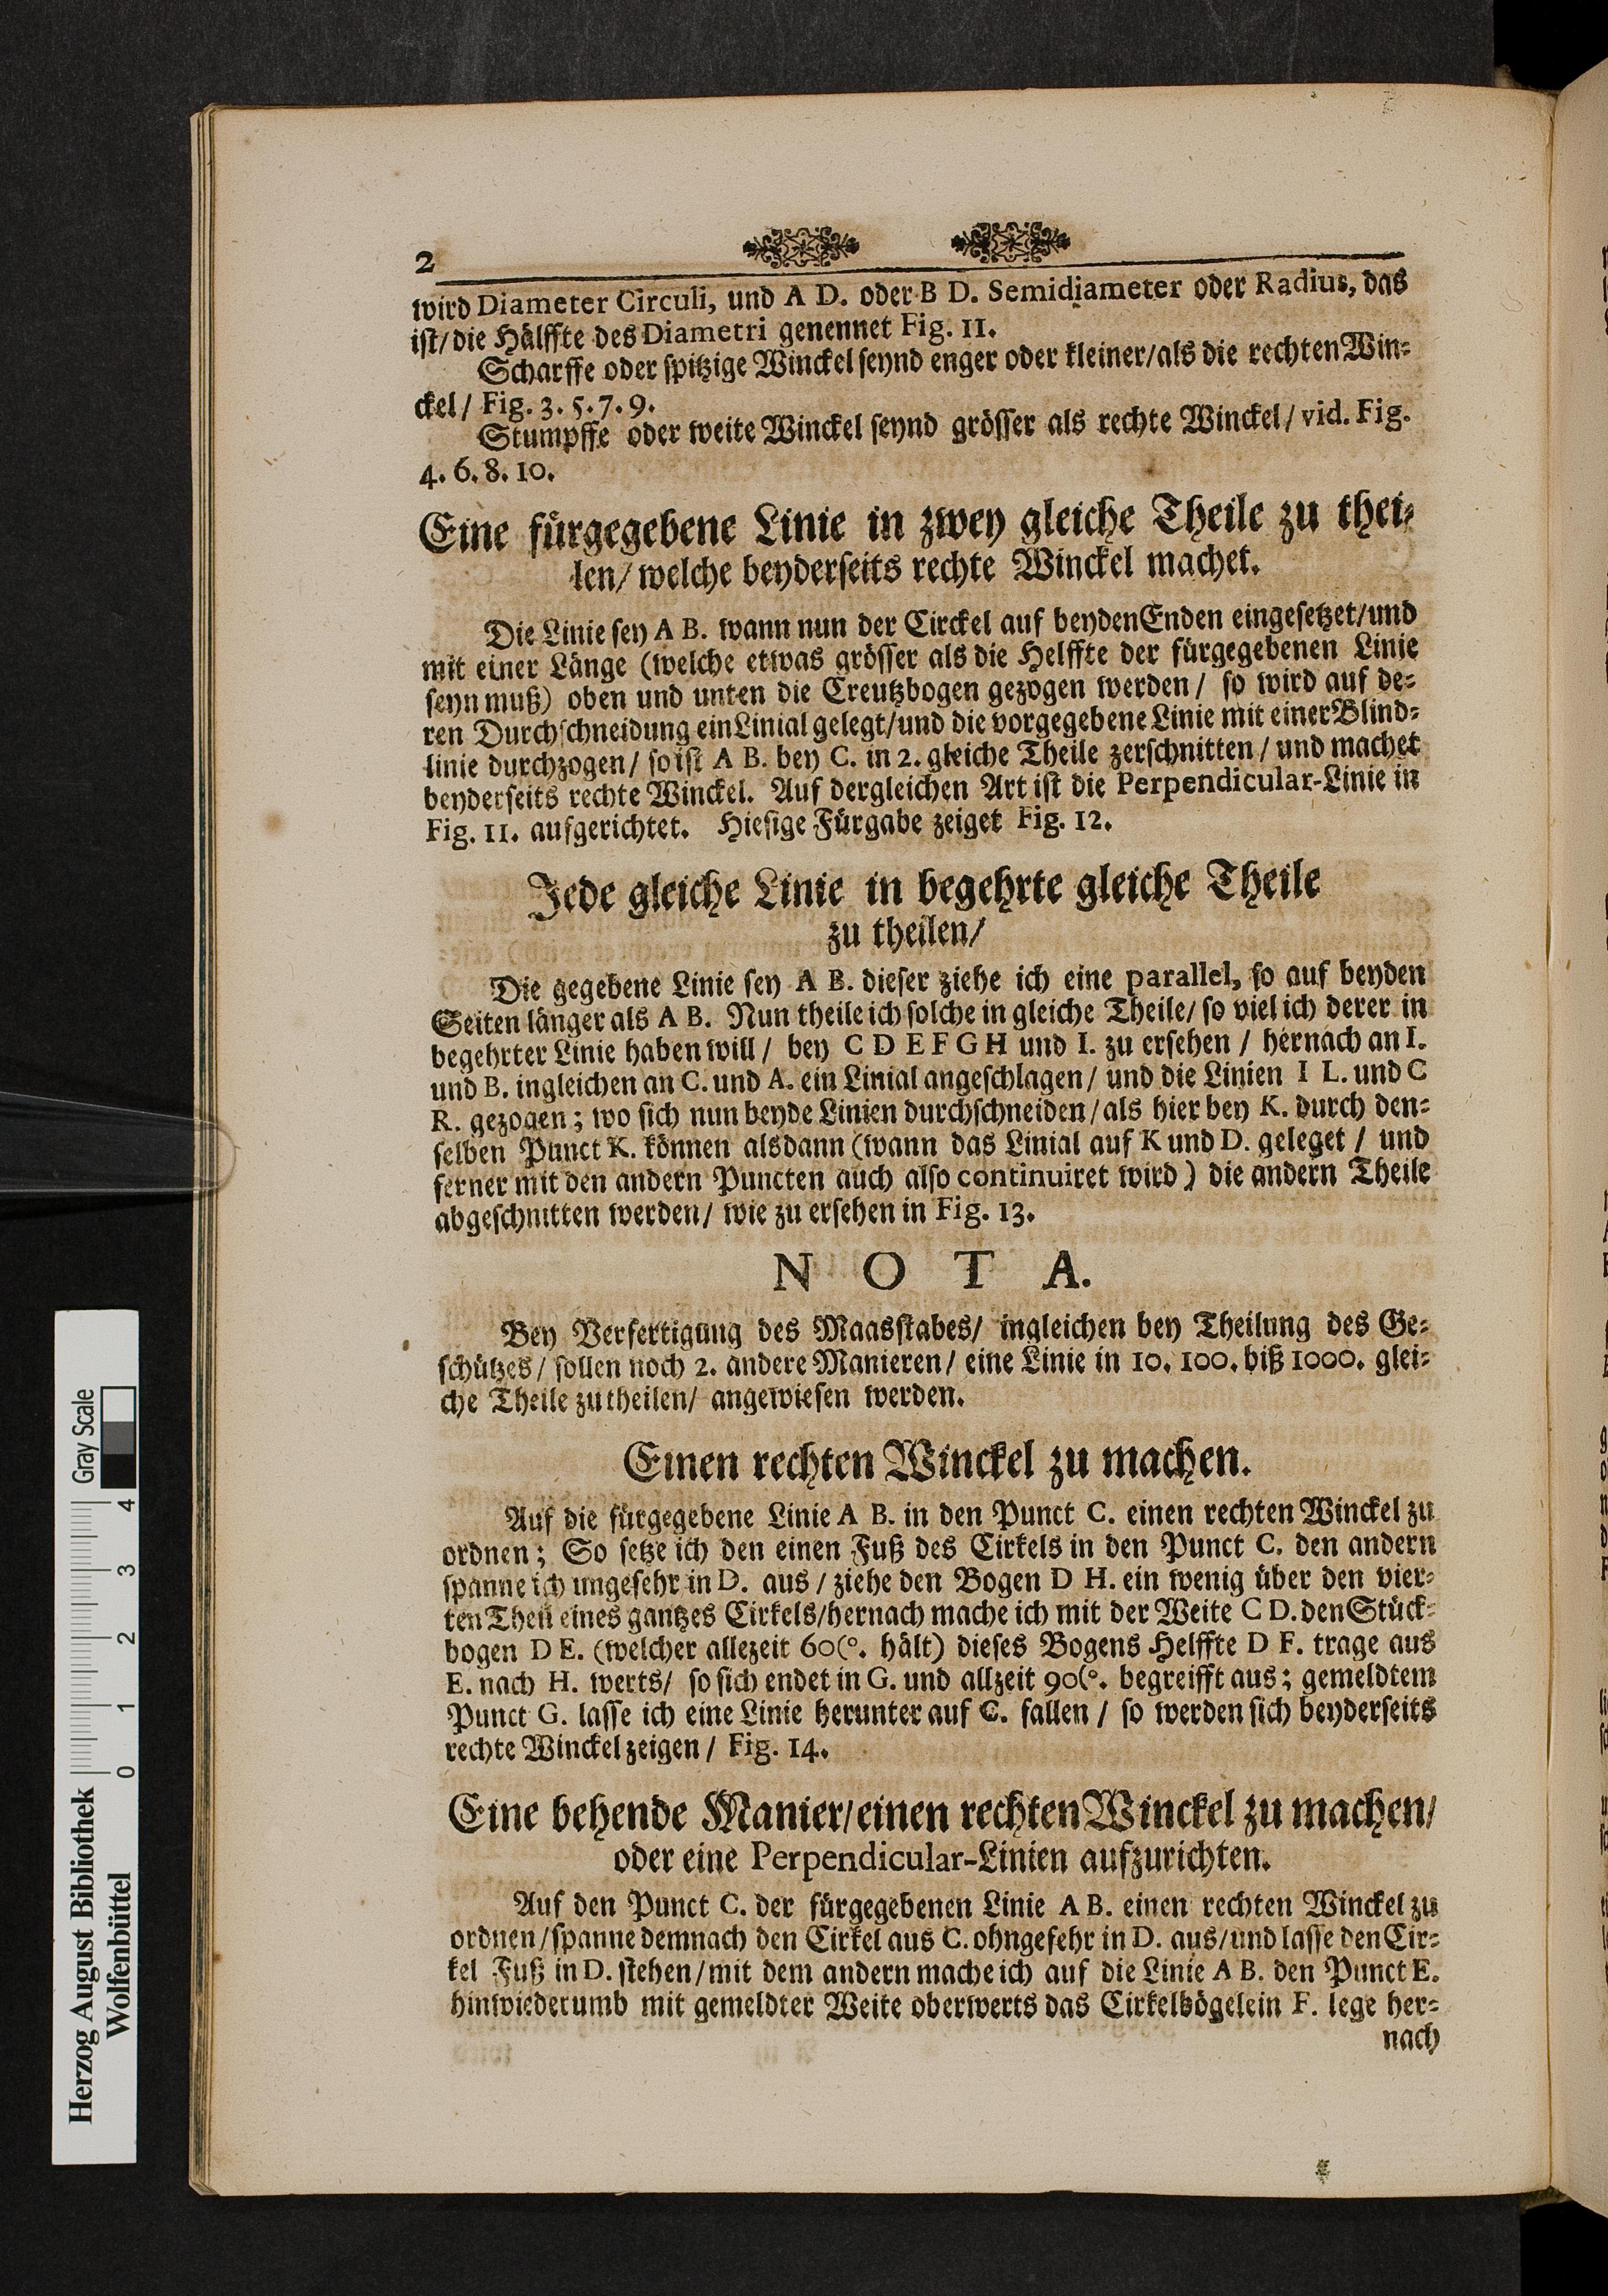 2
wird Diameter Circuli, und A D. oder B D. Semidiameter oder Radius, das
ist/ die Hälffte des Diametri genennet Fig. 11.
Scharffe oder spitzige Winckel seynd enger oder kleiner/ als die rechten Win-
ckel/ Fig. 3. 5. 7. 9.
Stumpffe oder weite Winckel seynd grösser als rechte Winckel/ vid. Fig.
4. 6. 8. 10.
Eine fürgegebene Linie in zwey gleiche Theile zu thei-
len/ welche beyderseits rechte Winckel machet.
Die Linie sey A B. wann nun der Circkel auf beyden Enden eingesetzet/ und
mit einer Länge (welche etwas grösser als die Helffte der fürgegebenen Linie
seyn muß) oben und unten die Creutzbogen gezogen werden/ so wird auf de-
ren Durchschneidung ein Linial gelegt/ und die vorgegebene Linie mit einer Blind-
linie durchzogen/ so ist A B. bey C. in 2. gleiche Theile zerschnitten/ und machet
beyderseits rechte Winckel. Auf dergleichen Art ist die Perpendicular-Linie in
Fig. 11. aufgerichtet. Hiesige Fürgabe zeiget Fig. 12.
Jede gleiche Linie in begehrte gleiche Theile
zu theilen/
Die gegebene Linie sey A B. dieser ziehe ich eine parallel, so auf beyden
Seiten länger als A B. Nun theile ich solche in gleiche Theile/ so viel ich derer in
begehrter Linie haben will/ bey C D E F G H und I. zu ersehen/ hernach an I.
und B. ingleichen an C. und A. ein Linial angeschlagen/ und die Linien I L. und C
R. gezogen; wo sich nun beyde Linien durchschneiden/ als hier bey K. durch den-
selben Punct K. können alsdann (wann das Linial auf K und D. geleget/ und
ferner mit den andern Puncten auch also continuiret wird) die andern Theile
abgeschnitten werden/ wie zu ersehen in Fig. 13.
N O T A.
Bey Verfertigung des Maasstabes/ ingleichen bey Theilung des Ge-
schützes/ sollen noch 2. andere Manieren/ eine Linie in 10. 100. biß 1000. glei-
che Theile zu theilen/ angewiesen werden.
Einen rechten Winckel zu machen.
Auf die fürgegebene Linie A B. in den Punct C. einen rechten Winckel zu
ordnen; So setze ich den einen Fuß des Cirkels in den Punct C. den andern
spanne ich ungefehr in D. aus/ ziehe den Bogen D H. ein wenig über den vier-
ten Theil eines gantzes Cirkels/ hernach mache ich mit der Weite C D. den Stück-
bogen D E. (welcher allezeit 60(°. hält) dieses Bogens Helffte D F. trage aus
E. nach H. werts/ so sich endet in G. und allzeit 90(°. begreifft aus; gemeldtem
Punct G. lasse ich eine Linie herunter auf C. fallen/ so werden sich beyderseits
rechte Winckel zeigen/ Fig. 14.
Eine behende Manier/ einen rechten Winckel zu machen/
oder eine Perpendicular-Linien aufzurichten.
Auf den Punct C. der fürgegebenen Linie A B. einen rechten Winckel zu
ordnen/ spanne demnach den Cirkel aus C. ohngefehr in D. aus/ und lasse den Cir-
kel Fuß in D. stehen/ mit dem andern mache ich auf die Linie A B. den Punct E.
hinwiederumb mit gemeldter Weite oberwerts das Cirkelbögelein F. lege her-
nach
Herzog August Bibliothek
Wolfenbüttel
0 1 2 3 4
Gray Scale